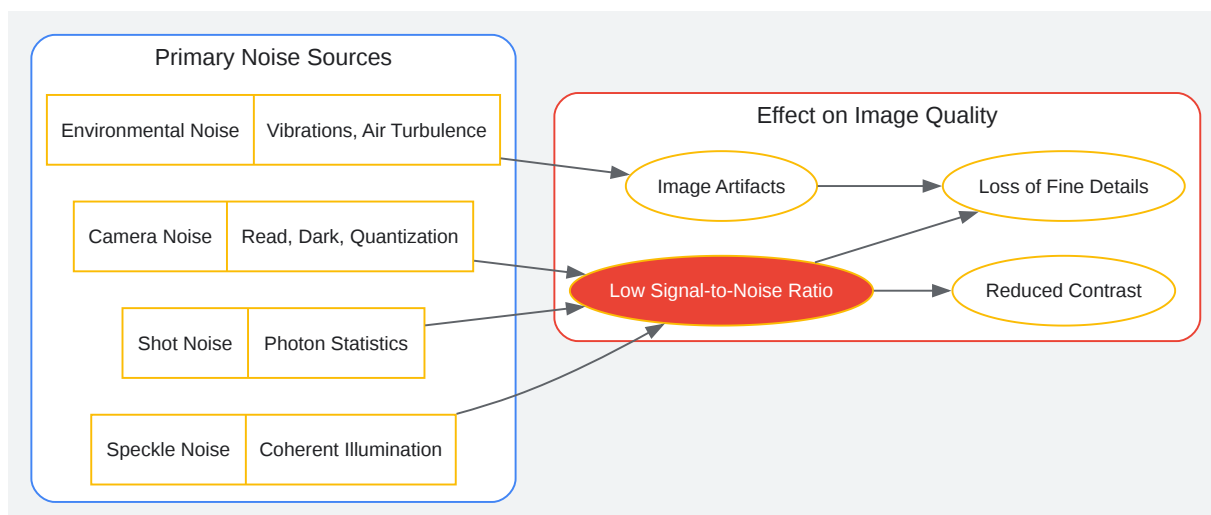 Primary Noise Sources
Environmental Noise
Vibrations, Air Turbulence
Camera Noise
Read, Dark, Quantization
Shot Noise
Photon Statistics
Speckle Noise
Coherent Illumination
Effect on Image Quality
Image Artifacts
Loss of Fine Details
Low Signal-to-Noise Ratio
Reduced Contrast